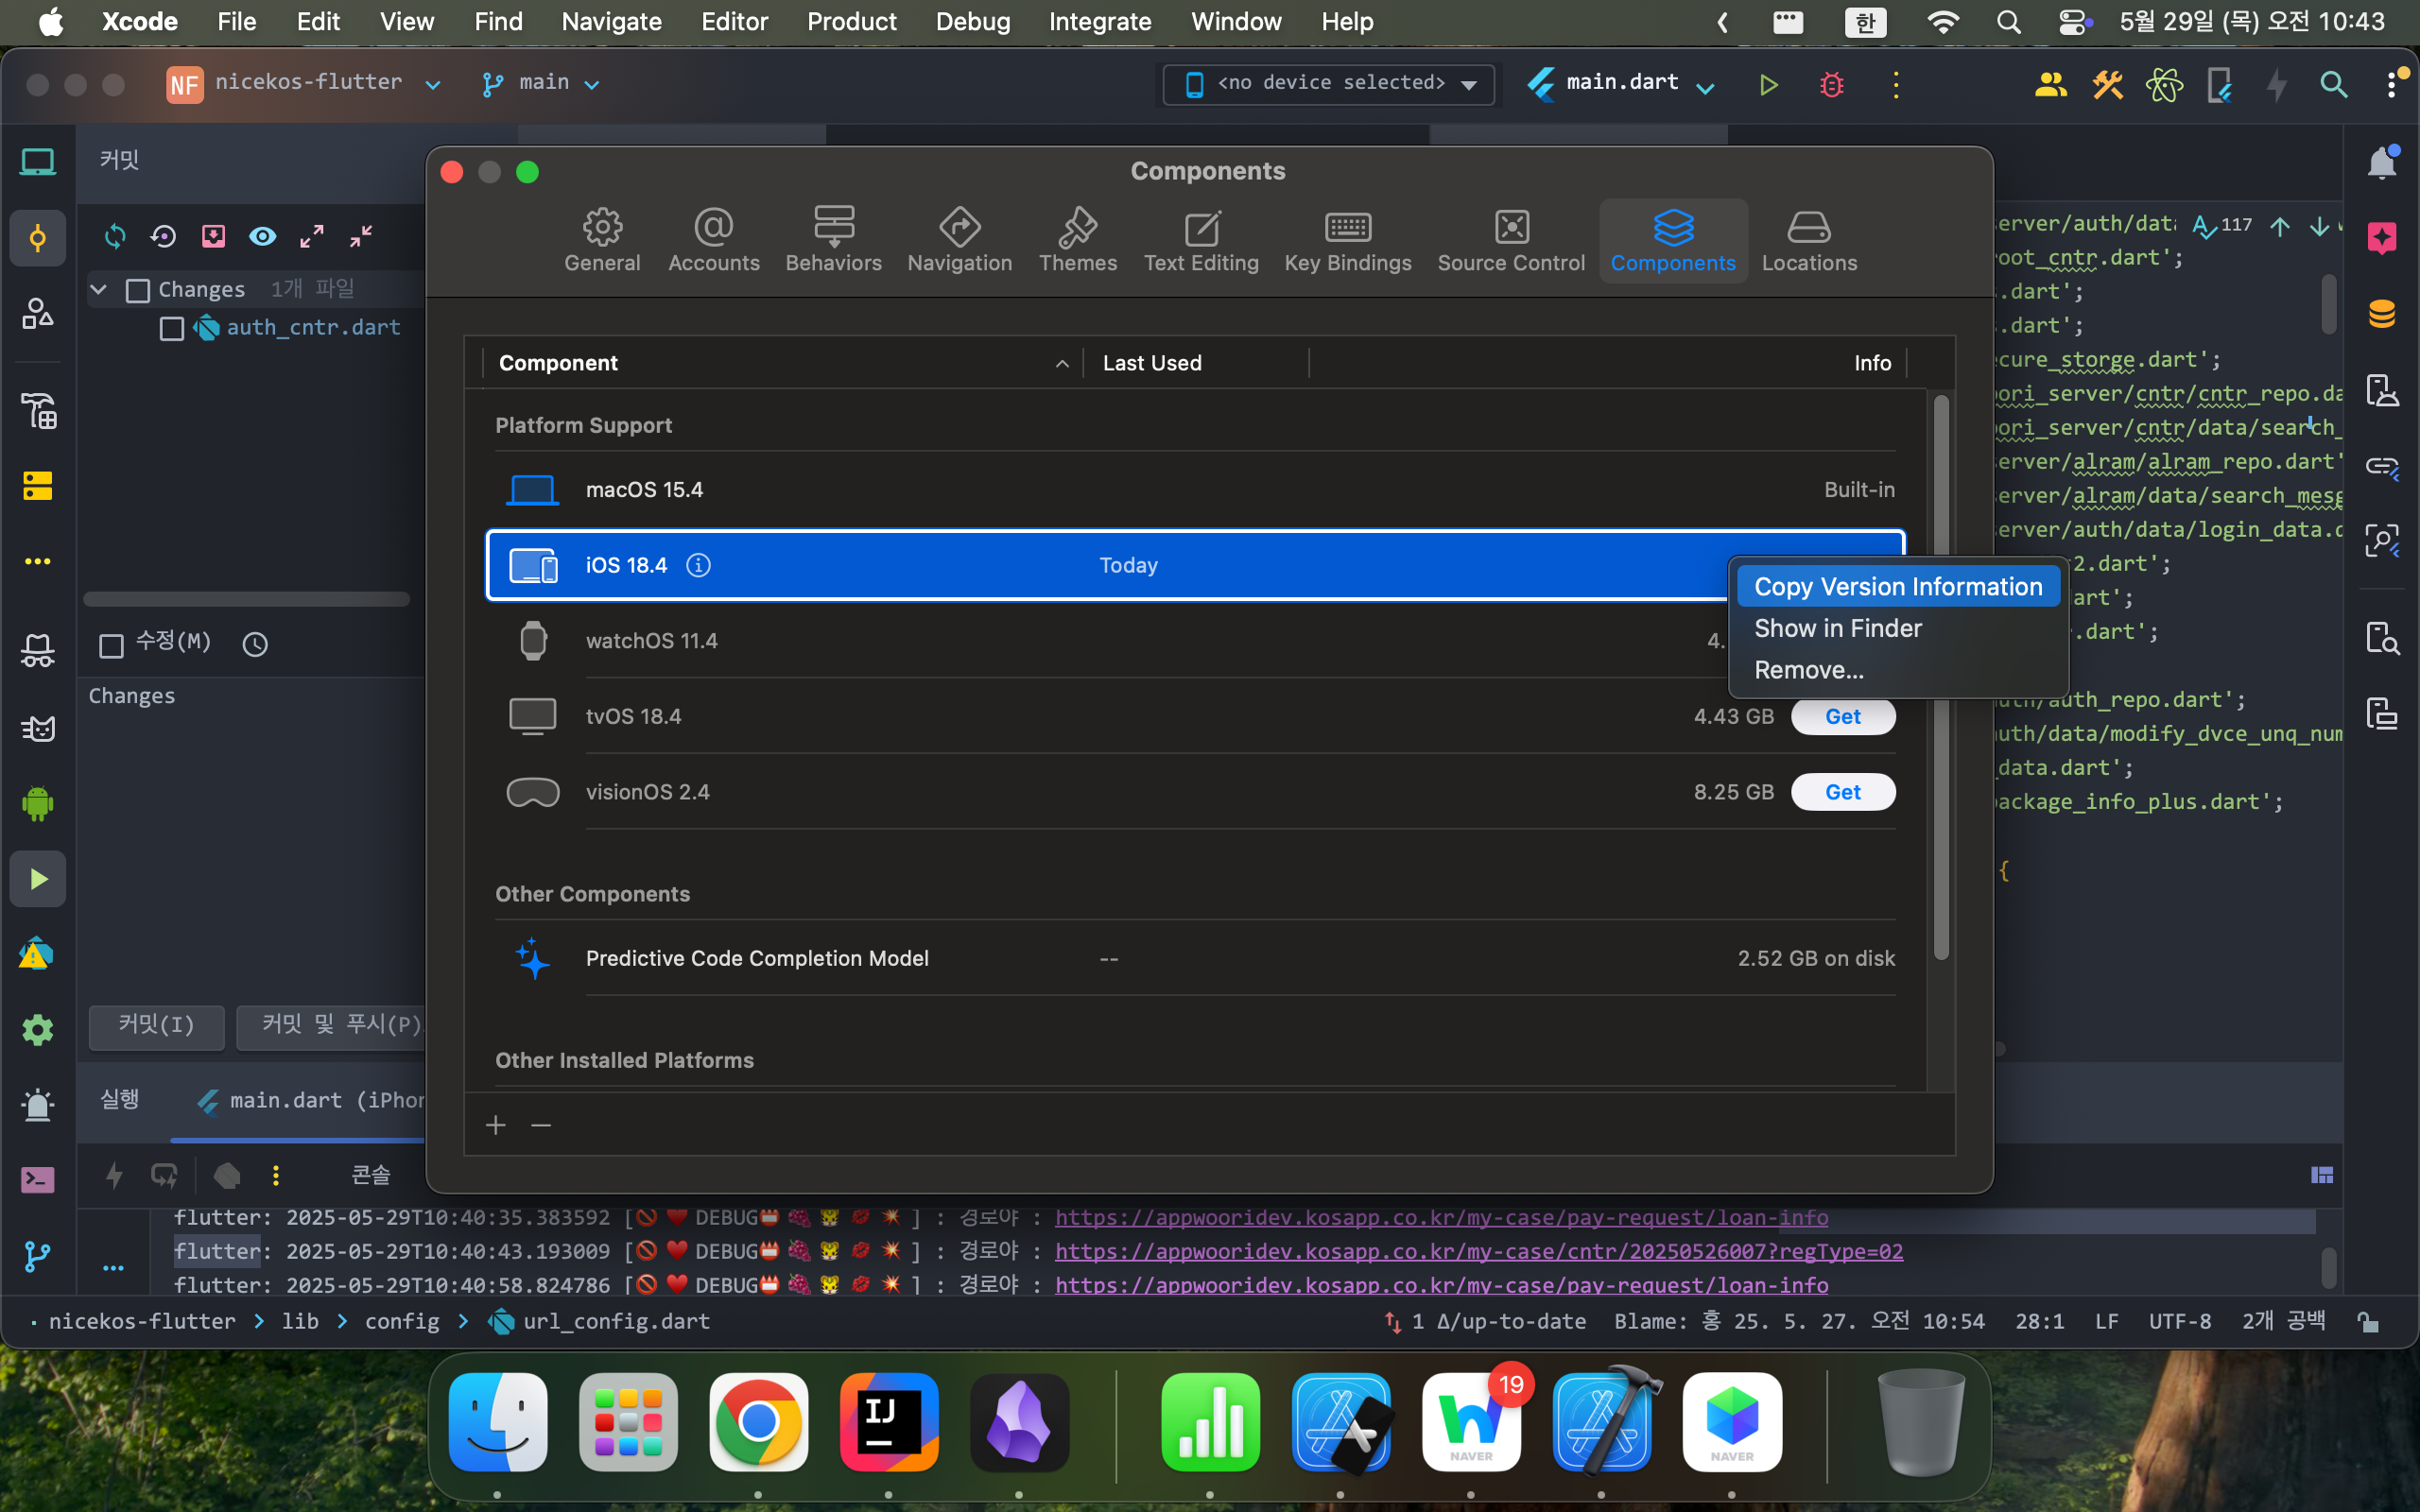 Xcode File Edit View Find Navigate Editor Product Debug Integrate Window Help 한 5월 29일 (목) 오전 10:43
NF nicekos-flutter main <no device selected> main.dart
커밋
Components
General Accounts Behaviors Navigation Themes Text Editing Key Bindings Source Control Components Locations
Changes 1개 파일
auth_cntr.dart
수정(M)
Changes
커밋(I) 커밋 및 푸시(P)
Component Last Used Info
Platform Support
macOS 15.4 Built-in
iOS 18.4 Today
watchOS 11.4 4.
tvOS 18.4 4.43 GB Get
visionOS 2.4 8.25 GB Get
Other Components
Predictive Code Completion Model -- 2.52 GB on disk
Other Installed Platforms
+ −
Copy Version Information
Show in Finder
Remove...
erver/auth/dat 117
oot_cntr.dart';
.dart';
.dart';
cure_storge.dart';
ori_server/cntr/cntr_repo.da
ori_server/cntr/data/search_
erver/alram/alram_repo.dart'
erver/alram/data/search_mesg
erver/auth/data/login_data.d
2.dart';
art';
.dart';
uth/auth_repo.dart';
uth/data/modify_dvce_unq_num
_data.dart';
ackage_info_plus.dart';
{
실행 main.dart (iPhon
콘솔
flutter: 2025-05-29T10:40:35.383592 [🚫 ❤️ DEBUG📛 🍇 🐯 💋 💥 ] : 경로야 : https://appwooridev.kosapp.co.kr/my-case/pay-request/loan-info
flutter: 2025-05-29T10:40:43.193009 [🚫 ❤️ DEBUG📛 🍇 🐯 💋 💥 ] : 경로야 : https://appwooridev.kosapp.co.kr/my-case/cntr/20250526007?regType=02
flutter: 2025-05-29T10:40:58.824786 [🚫 ❤️ DEBUG📛 🍇 🐯 💋 💥 ] : 경로야 : https://appwooridev.kosapp.co.kr/my-case/pay-request/loan-info
nicekos-flutter > lib > config > url_config.dart 1 ∆/up-to-date Blame: 홍 25. 5. 27. 오전 10:54 28:1 LF UTF-8 2개 공백
IJ
19
NAVER
NAVER